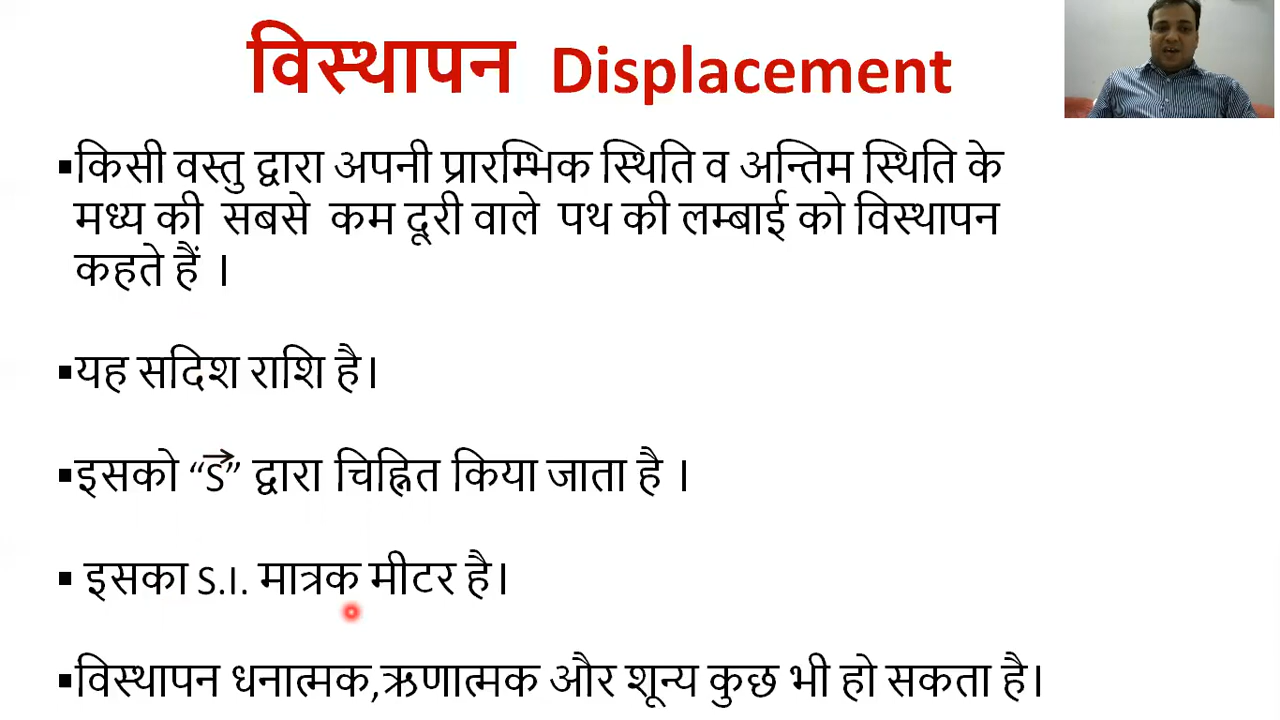 विस्थापन Displacement
▪किसी वस्तु द्वारा अपनी प्रारम्भिक स्थिति व अन्तिम स्थिति के
मध्य की सबसे कम दूरी वाले पथ की लम्बाई को विस्थापन
कहते हैं ।
▪यह सदिश राशि है।
▪इसको “S⃗” द्वारा चिह्नित किया जाता है ।
▪ इसका S.I. मात्रक मीटर है।
▪विस्थापन धनात्मक,ऋणात्मक और शून्य कुछ भी हो सकता है।